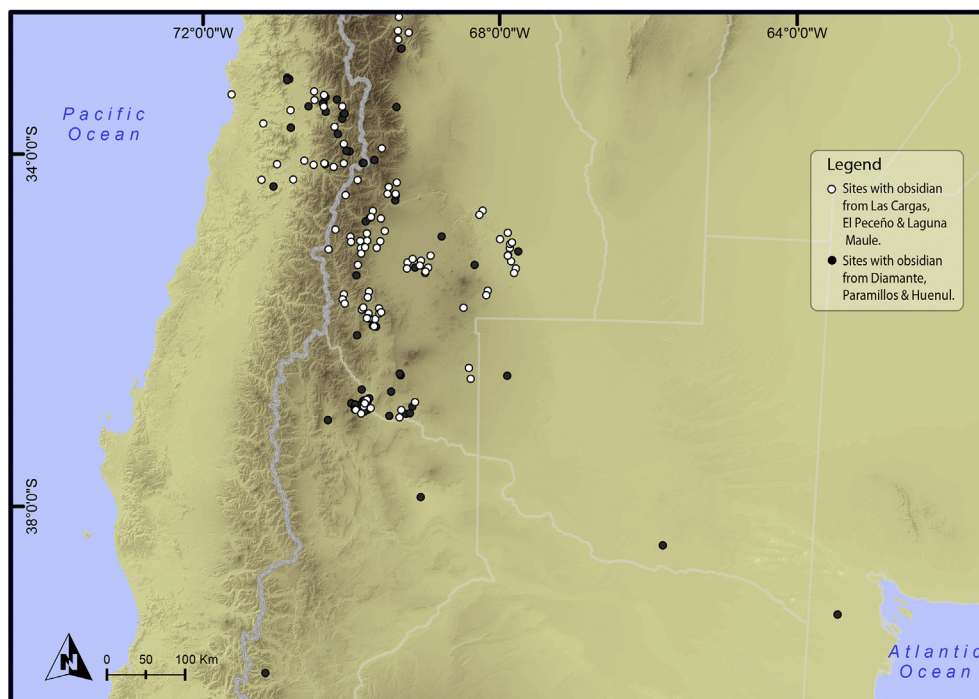 72°0'0"W
68°0'0"W
64°0'0"W
Pacific
Ocean
34°0'0"S
Legend
Sites with obsidian
from Las Cargas,
El Peceño & Laguna
Maule.
Sites with obsidian
from Diamante,
Paramillos & Huenul.
38°0'0"S
N
0 50 100 Km
Atlantic
Ocean